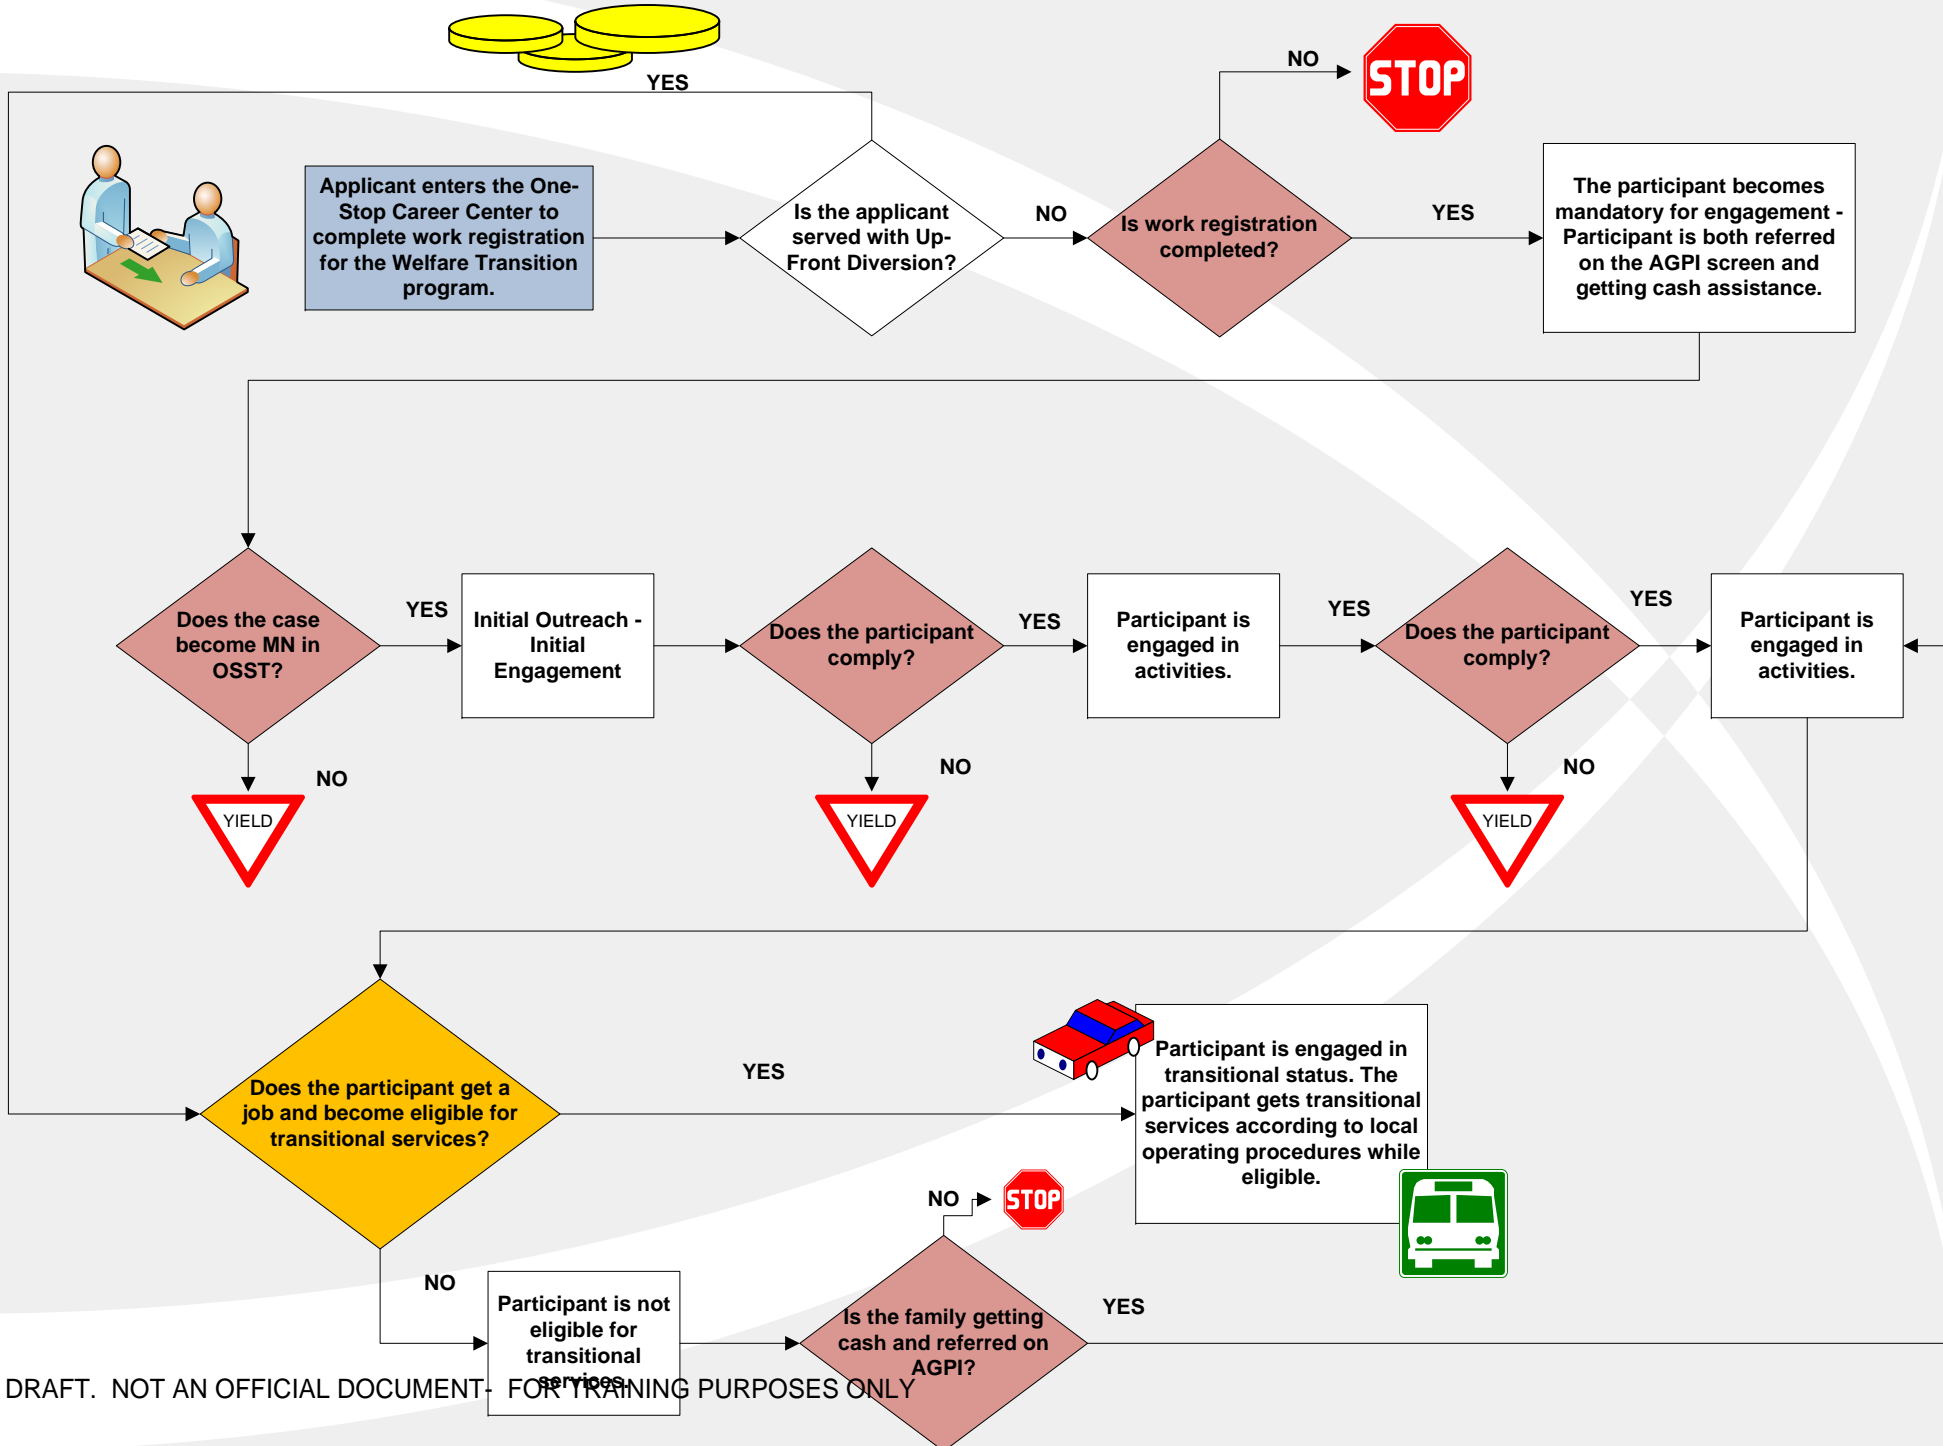 YES
NO
STOP
Applicant enters the One-
Stop Career Center to
complete work registration
for the Welfare Transition
program.
Is the applicant
served with Up-
Front Diversion?
NO
Is work registration
completed?
YES
The participant becomes
mandatory for engagement -
Participant is both referred
on the AGPI screen and
getting cash assistance.
Does the case
become MN in
OSST?
YES
Initial Outreach -
Initial
Engagement
Does the participant
comply?
YES
Participant is
engaged in
activities.
YES
Does the participant
comply?
YES
Participant is
engaged in
activities.
NO
YIELD
NO
YIELD
NO
YIELD
Does the participant get a
job and become eligible for
transitional services?
YES
Participant is engaged in
transitional status. The
participant gets transitional
services according to local
operating procedures while
eligible.
NO
STOP
NO
Participant is not
eligible for
transitional
services.
Is the family getting
cash and referred on
AGPI?
YES
DRAFT.  NOT AN OFFICIAL DOCUMENT-  FOR TRAINING PURPOSES ONLY